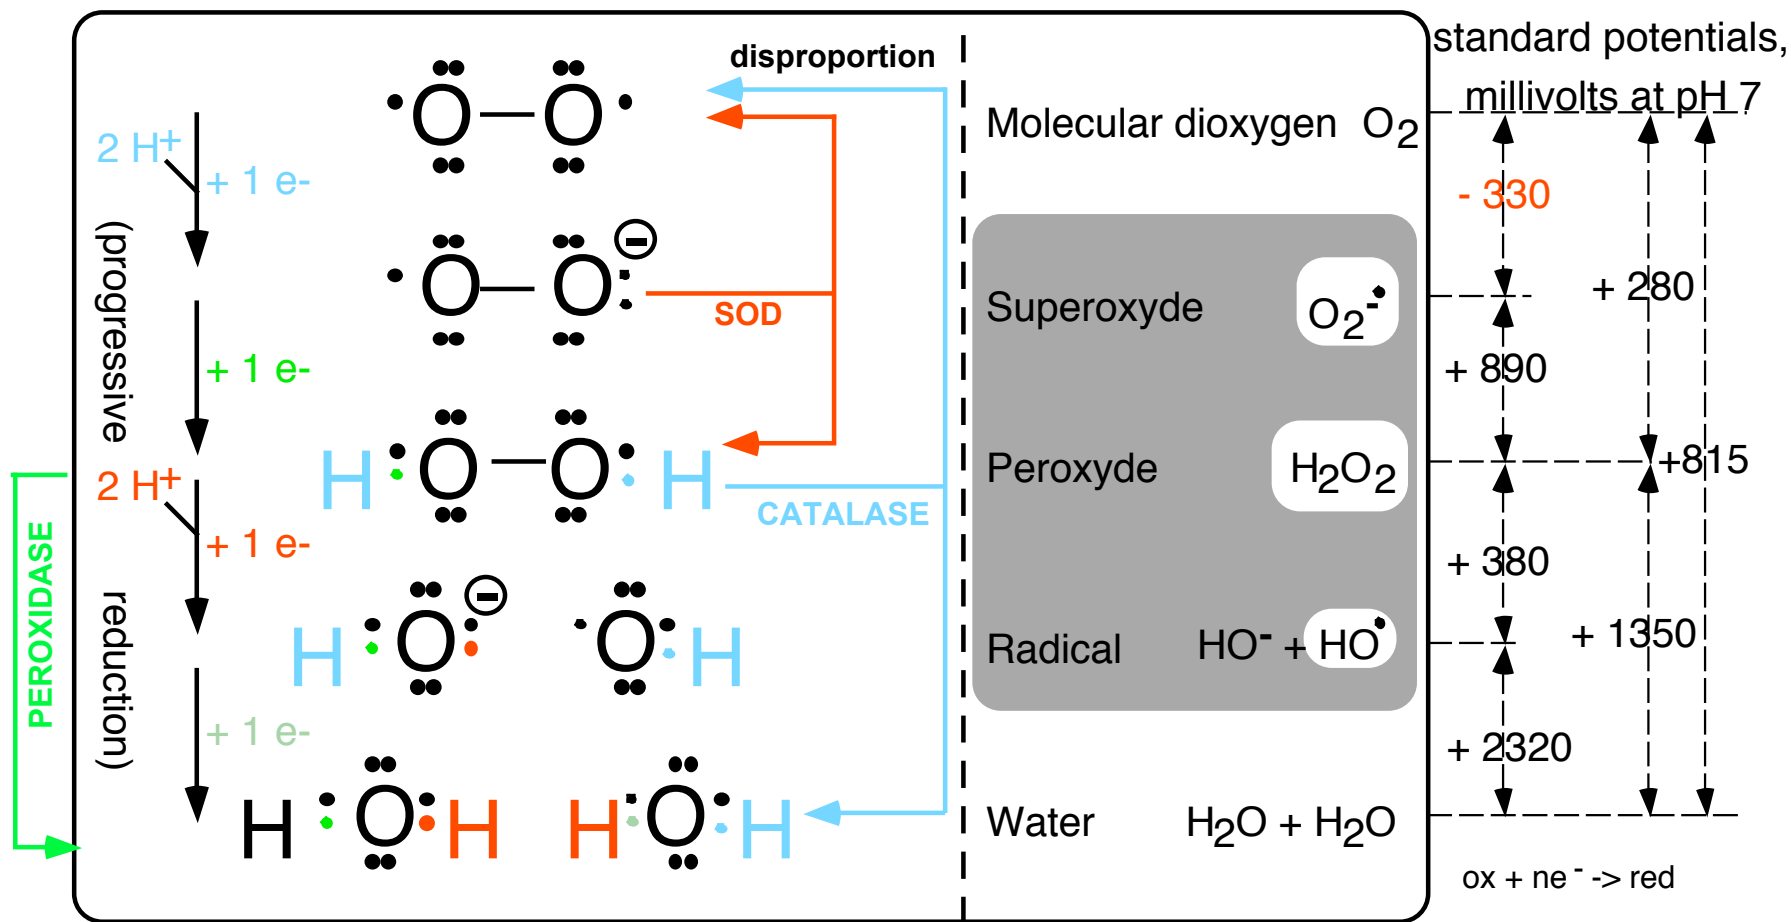 standard potentials,
millivolts at pH 7
disproportion
O — O
Molecular dioxygen O2
2 H+
+ 1 e-
- 330
(progressive reduction)
O — O
SOD
Superoxyde O2-•
+ 280
+ 1 e-
+ 890
H O — O H
Peroxyde H2O2
+815
2 H+
CATALASE
+ 1 e-
+ 380
PEROXIDASE
H O O H
Radical HO- + HO•
+ 1350
+ 1 e-
+ 2320
H O H H O H
Water H2O + H2O
ox + ne - -> red